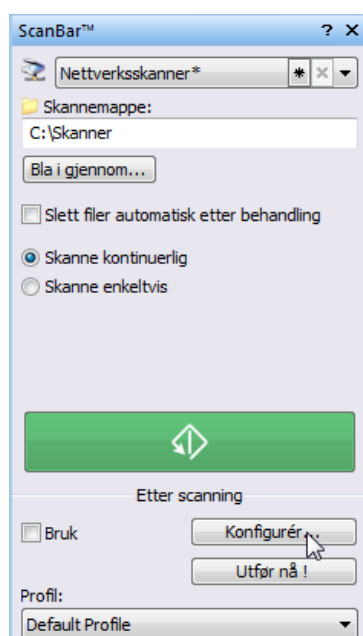 ScanBar™ ? X
Nettverksskanner*
Skannemappe:
C:\Skanner
Bla i gjennom...
Slett filer automatisk etter behandling
Skanne kontinuerlig
Skanne enkeltvis
Etter scanning
Bruk
Konfigurér...
Utfør nå !
Profil:
Default Profile